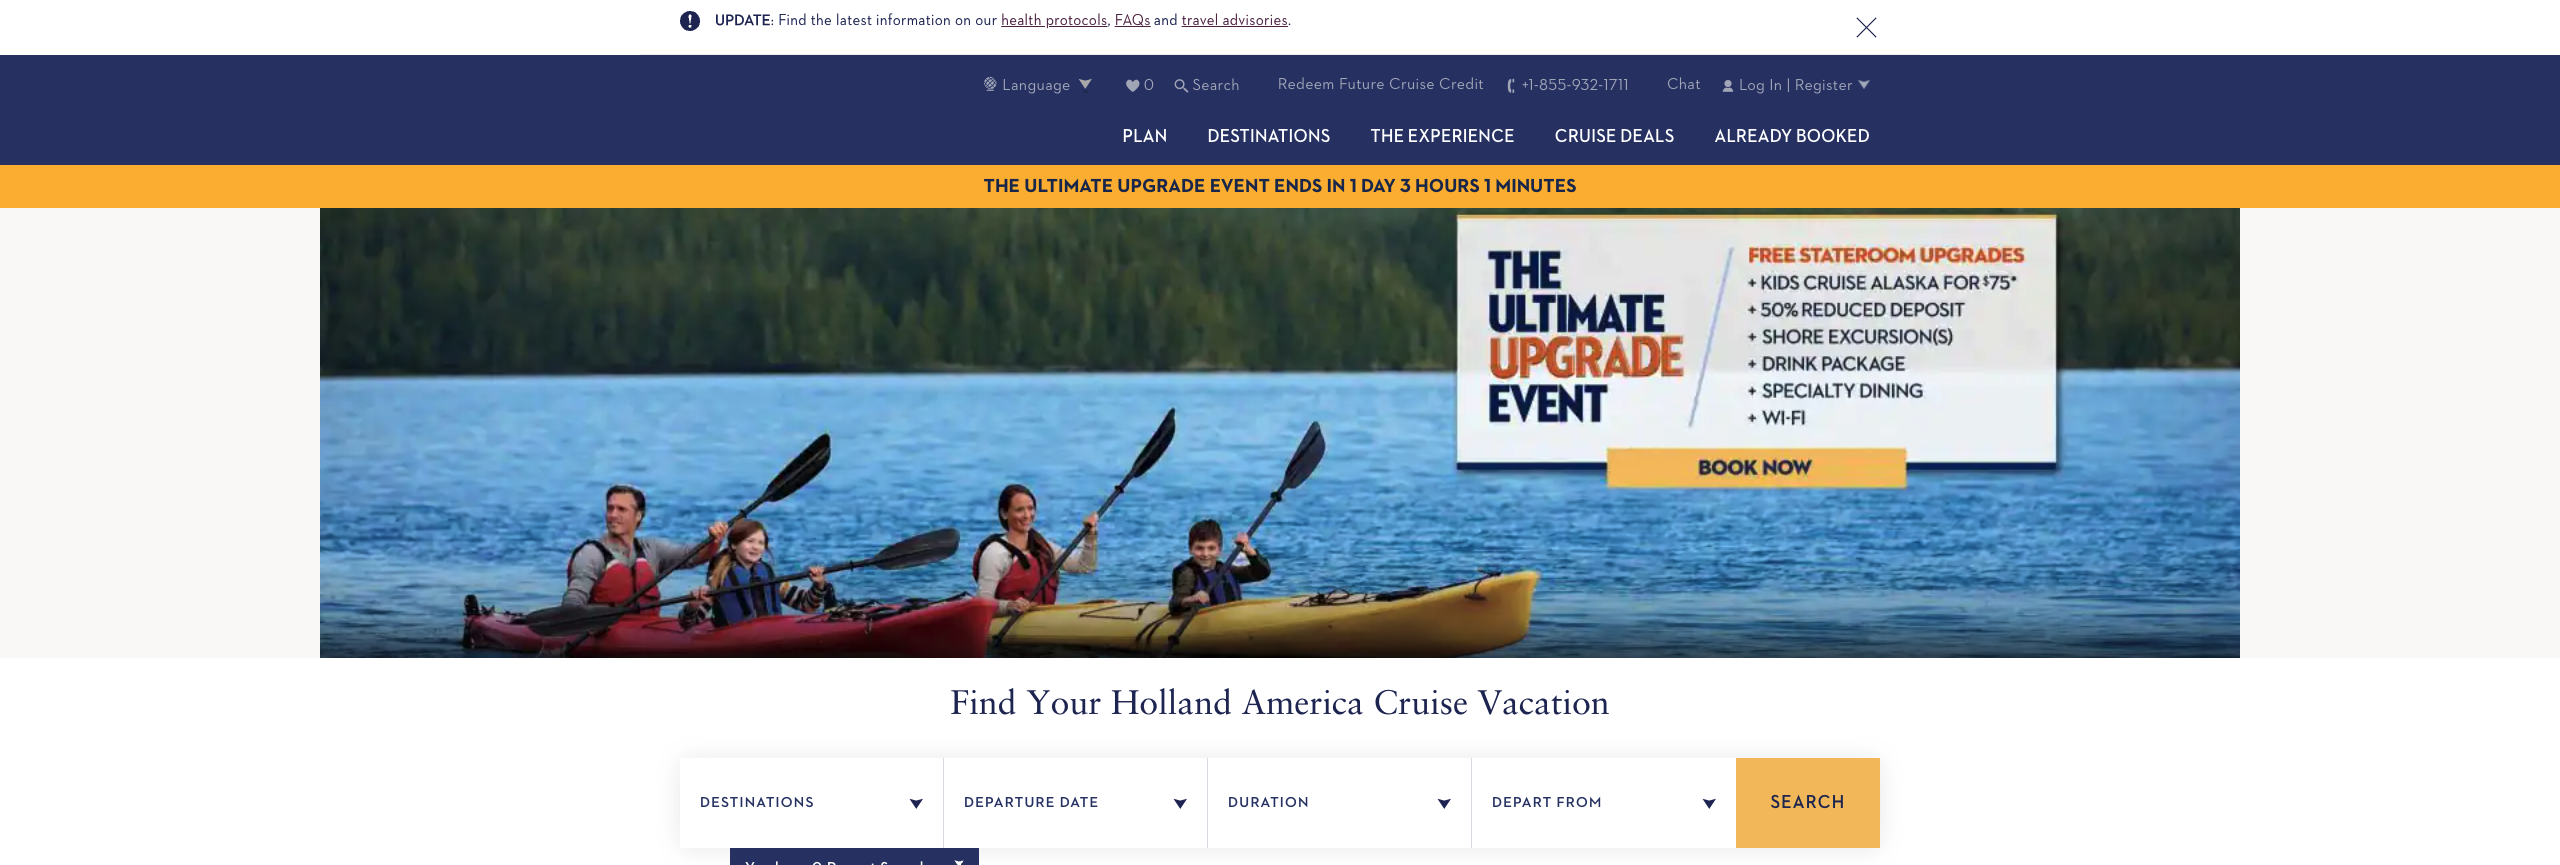 UPDATE: Find the latest information on our health protocols, FAQs and travel advisories.
Language 0 Search Redeem Future Cruise Credit +1-855-932-1711 Chat Log In | Register
PLAN DESTINATIONS THE EXPERIENCE CRUISE DEALS ALREADY BOOKED
THE ULTIMATE UPGRADE EVENT ENDS IN 1 DAY 3 HOURS 1 MINUTES
THE
ULTIMATE
UPGRADE
EVENT
FREE STATEROOM UPGRADES
+ KIDS CRUISE ALASKA FOR $75*
+ 50% REDUCED DEPOSIT
+ SHORE EXCURSION(S)
+ DRINK PACKAGE
+ SPECIALTY DINING
+ WI-FI
BOOK NOW
Find Your Holland America Cruise Vacation
DESTINATIONS DEPARTURE DATE DURATION DEPART FROM SEARCH